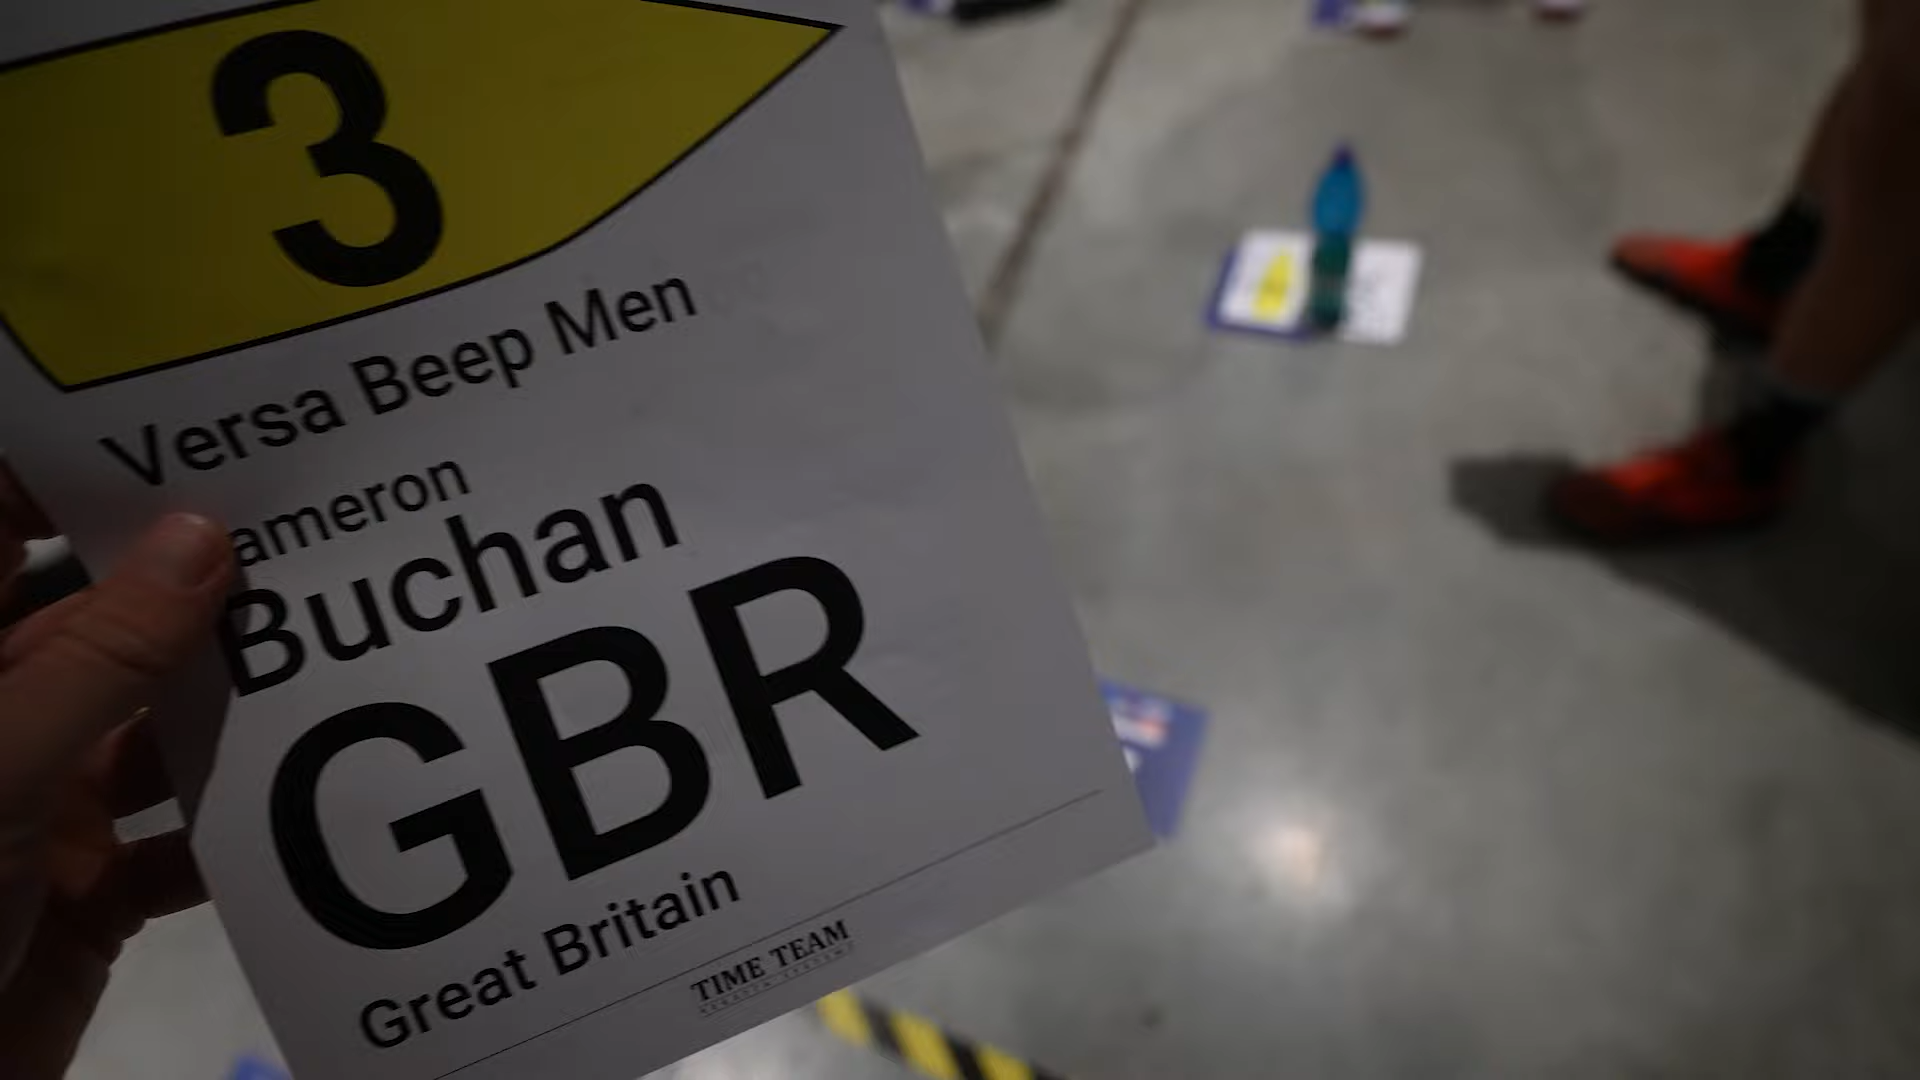 3
Versa Beep Men
ameron
Buchan
GBR
Great Britain
TIME TEAM